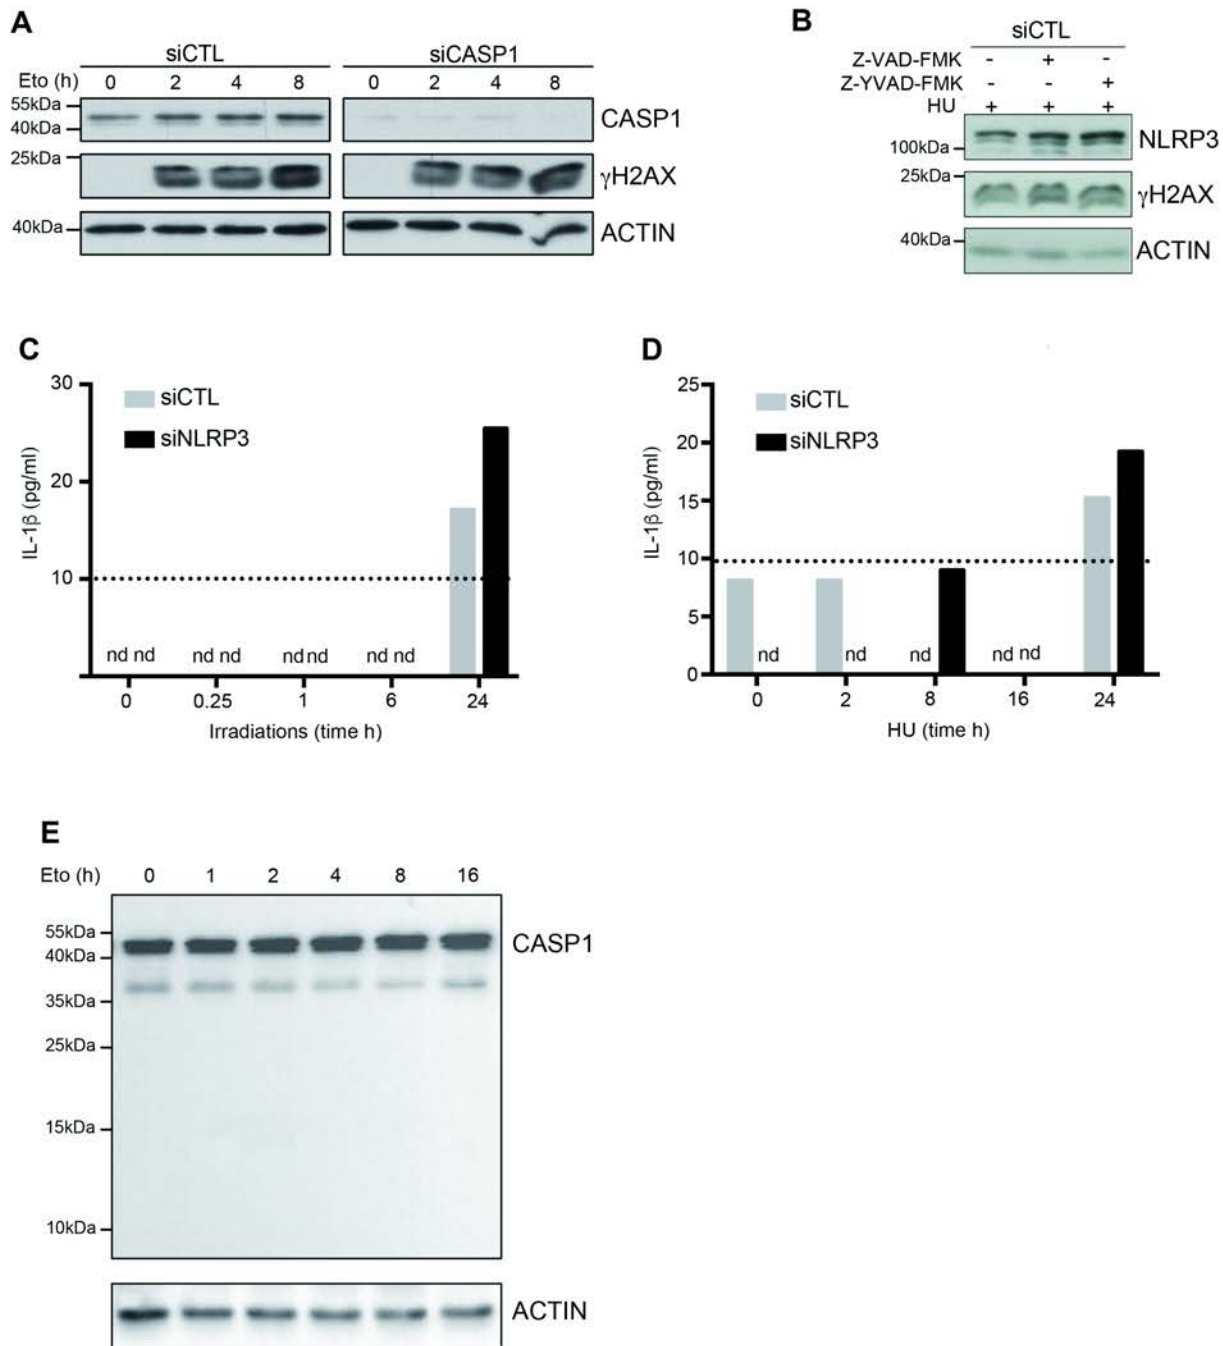 A
siCTL siCASP1
Eto (h) 0 2 4 8 0 2 4 8
55kDa
40kDa
CASP1
25kDa
γH2AX
40kDa
ACTIN
B
siCTL
Z-VAD-FMK - + -
Z-YVAD-FMK - - +
HU + + +
NLRP3
100kDa
25kDa
γH2AX
40kDa
ACTIN
C
30
20
10
IL-1β (pg/ml)
siCTL
siNLRP3
nd nd nd nd nd nd nd nd
0 0.25 1 6 24
Irradiations (time h)
D
25
20
15
10
5
0
IL-1β (pg/ml)
siCTL
siNLRP3
nd nd nd nd nd
0 2 8 16 24
HU (time h)
E
Eto (h) 0 1 2 4 8 16
55kDa
CASP1
40kDa
35kDa
25kDa
15kDa
10kDa
ACTIN